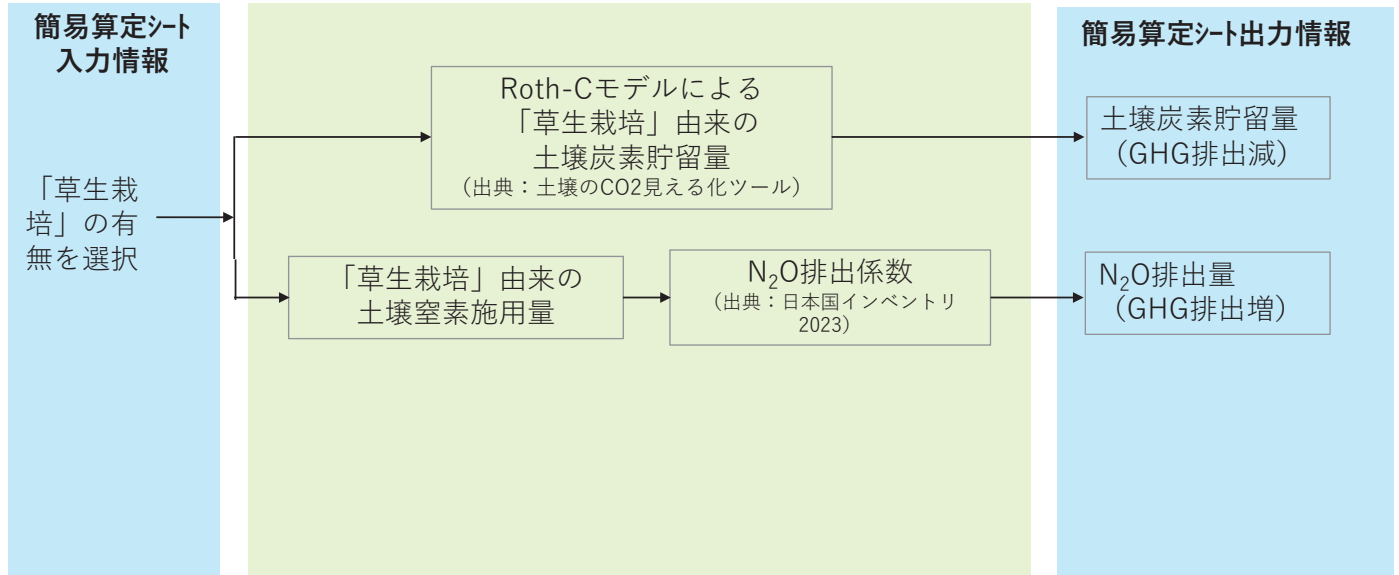 簡易算定シート
入力情報
「草生栽
培」の有
無を選択
Roth-Cモデルによる
「草生栽培」由来の
土壌炭素貯留量
（出典：土壌のCO2見える化ツール）
「草生栽培」由来の
土壌窒素施用量
N₂O排出係数
（出典：日本国インベントリ
2023）
簡易算定シート出力情報
土壌炭素貯留量
（GHG排出減）
N₂O排出量
（GHG排出増）